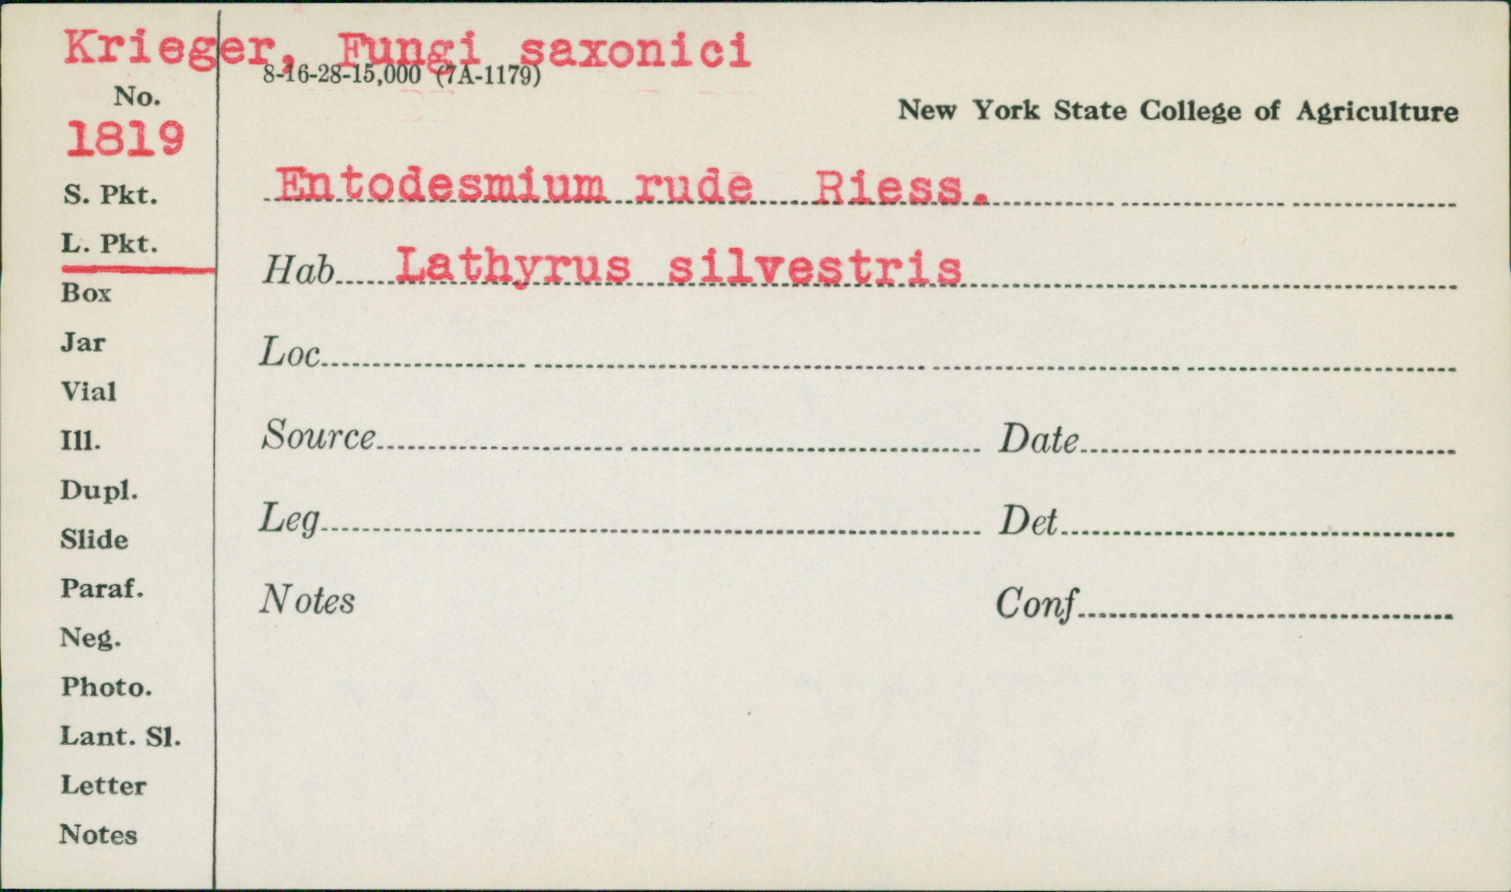 Krieger, Fungi saxonici
8-16-28-15,000 (7A-1179)
No.
New York State College of Agriculture
1819
S. Pkt.
Entodesmium rude Riess.
L. Pkt.
Hab. Lathyrus silvestris
Box
Jar
Loc.
Vial
Ill.
Source
Date
Dupl.
Slide
Leg.
Det.
Paraf.
Notes
Conf.
Neg.
Photo.
Lant. Sl.
Letter
Notes